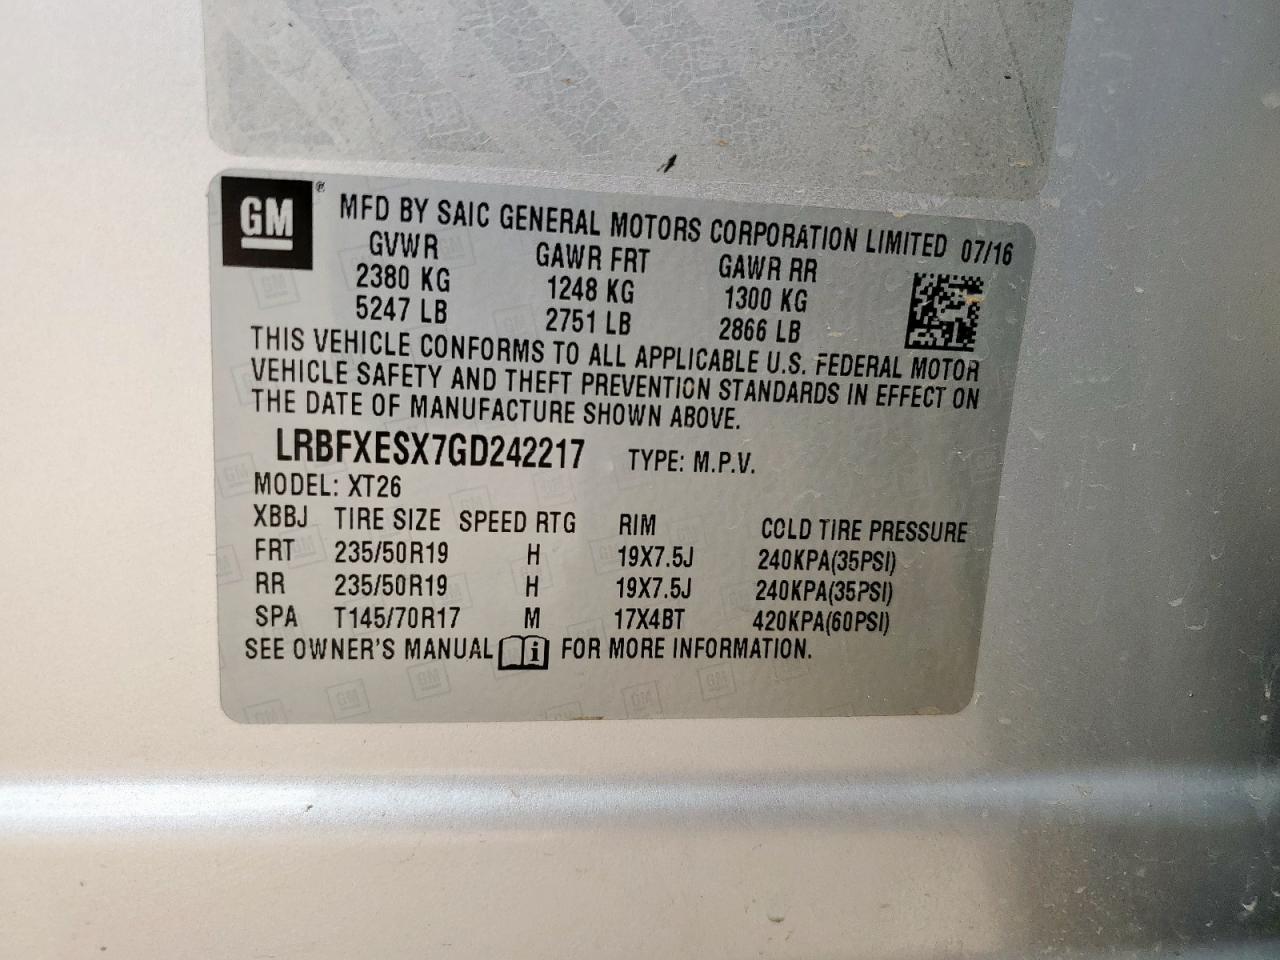 GM ® MFD BY SAIC GENERAL MOTORS CORPORATION LIMITED 07/16
GVWR GAWR FRT GAWR RR
2380 KG 1248 KG 1300 KG
5247 LB 2751 LB 2866 LB
THIS VEHICLE CONFORMS TO ALL APPLICABLE U.S. FEDERAL MOTOR
VEHICLE SAFETY AND THEFT PREVENTION STANDARDS IN EFFECT ON
THE DATE OF MANUFACTURE SHOWN ABOVE.
LRBFXESX7GD242217 TYPE: M.P.V.
MODEL: XT26
XBBJ TIRE SIZE SPEED RTG RIM COLD TIRE PRESSURE
FRT 235/50R19 H 19X7.5J 240KPA(35PSI)
RR 235/50R19 H 19X7.5J 240KPA(35PSI)
SPA T145/70R17 M 17X4BT 420KPA(60PSI)
SEE OWNER'S MANUAL i FOR MORE INFORMATION.